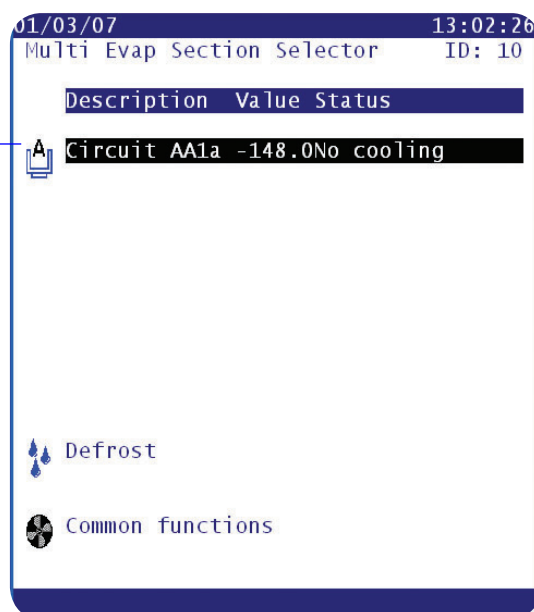 01/03/07 13:02:26
Multi Evap Section Selector ID: 10
Description Value Status
A Circuit AA1a -148.0No cooling
Defrost
Common functions